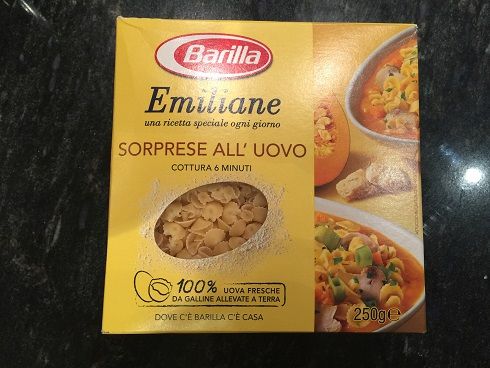 Barilla
Emiliane
una ricetta speciale ogni giorno
SORPRESE ALL' UOVO
COTTURA 6 MINUTI
100% UOVA FRESCHE
DA GALLINE ALLEVATE A TERRA
DOVE C'È BARILLA C'È CASA
250g e